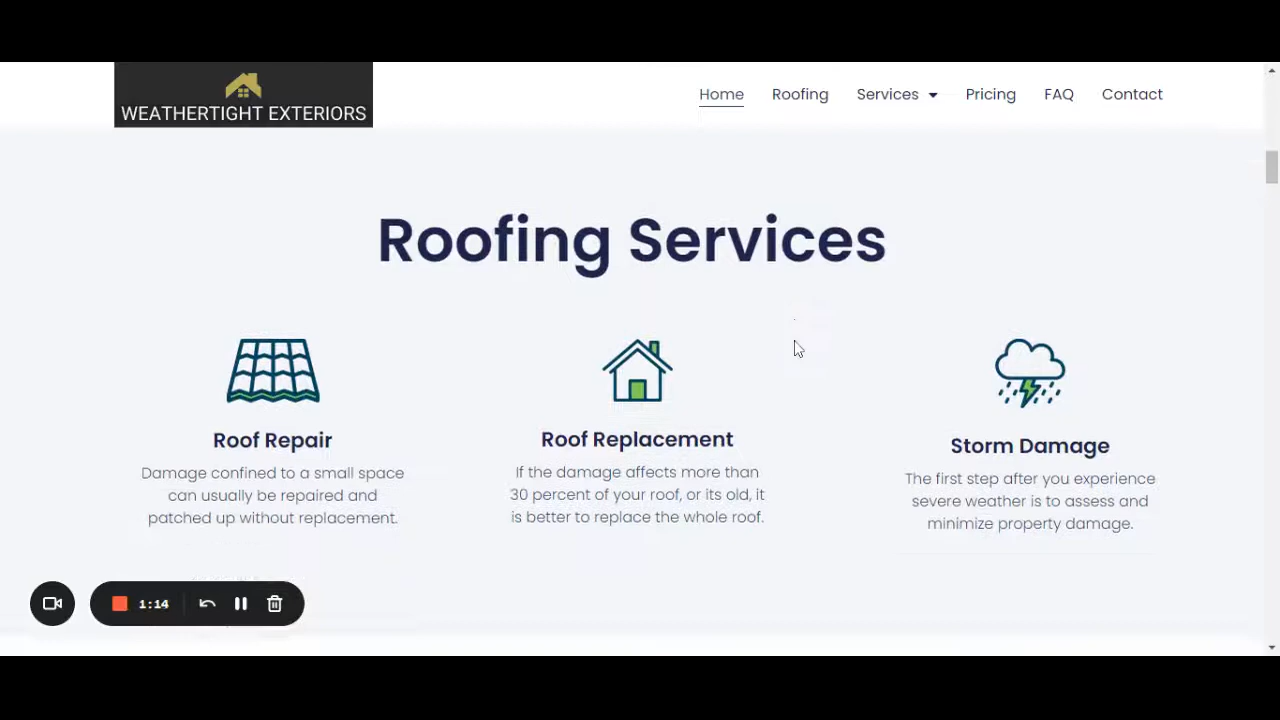 WEATHERTIGHT EXTERIORS
Home Roofing Services Pricing FAQ Contact
Roofing Services
Roof Repair
Damage confined to a small space
can usually be repaired and
patched up without replacement.
Roof Replacement
If the damage affects more than
30 percent of your roof, or its old, it
is better to replace the whole roof.
Storm Damage
The first step after you experience
severe weather is to assess and
minimize property damage.
1:14